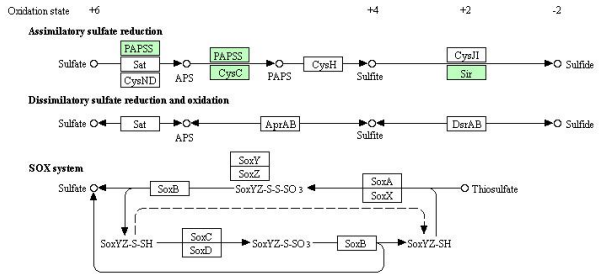 Oxidation state +6 +4 +2 -2
Assimilatory sulfate reduction
PAPSS PAPSS CysJI
Sulfate Sat APS CysC PAPS CysH Sulfite Sir Sulfide
CysND
Dissimilatory sulfate reduction and oxidation
Sulfate Sat APS AprAB Sulfite DsrAB Sulfide
SOX system
SoxY
SoxZ SoxA
Sulfate SoxB SoxYZ-S-S-SO3 SoxX Thiosulfate
SoxC
SoxYZ-S-SH SoxD SoxYZ-S-SO3 SoxB SoxYZ-SH